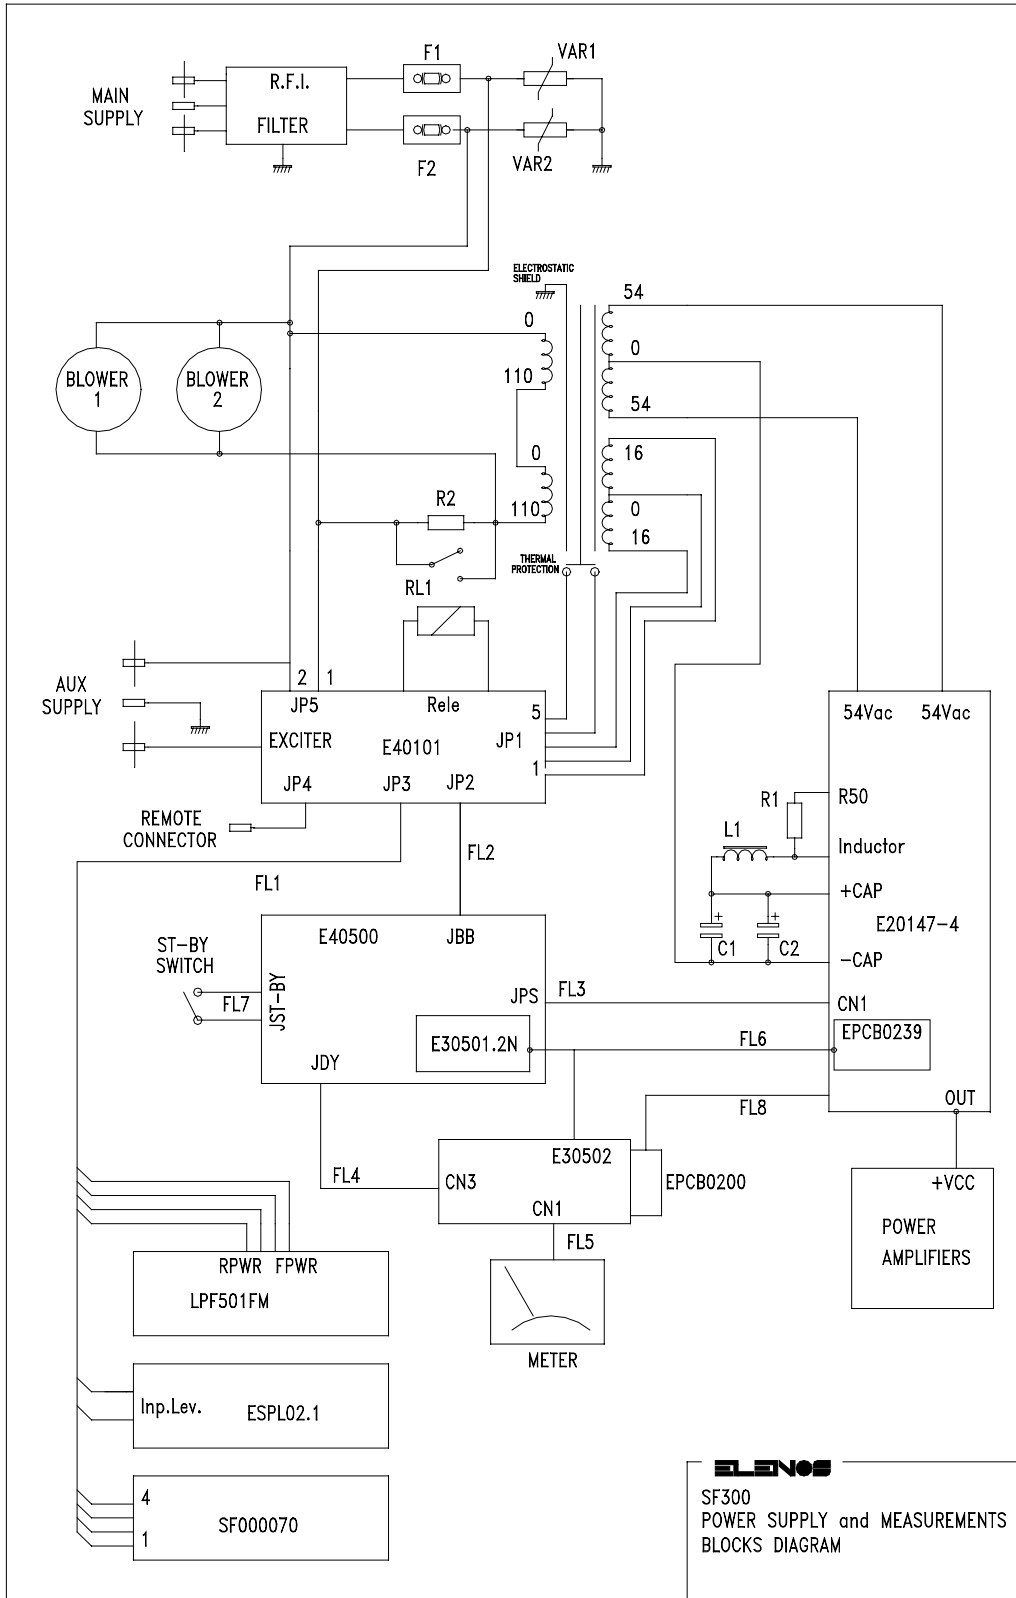 F1
VAR1
MAIN
SUPPLY
R.F.I.
FILTER
F2
VAR2
ELECTROSTATIC
SHIELD
54
0
0
BLOWER
1
BLOWER
2
110
54
0
16
R2
110
0
16
THERMAL
PROTECTION
RL1
AUX
SUPPLY
2 1
JP5
Rele
5
54Vac 54Vac
EXCITER
E40101
JP1
1
JP4
JP3
JP2
R1
R50
REMOTE
CONNECTOR
L1
Inductor
FL2
FL1
+CAP
E40500
JBB
+
+
E20147-4
ST-BY
SWITCH
C1
C2
-CAP
FL7
JST-BY
JPS
FL3
CN1
E30501.2N
FL6
EPCB0239
JDY
OUT
FL8
E30502
FL4
CN3
EPCB0200
+VCC
CN1
FL5
POWER
AMPLIFIERS
RPWR FPWR
LPF501FM
METER
Inp.Lev.
ESPL02.1
4
SF000070
1
ELENOS
SF300
POWER SUPPLY and MEASUREMENTS
BLOCKS DIAGRAM